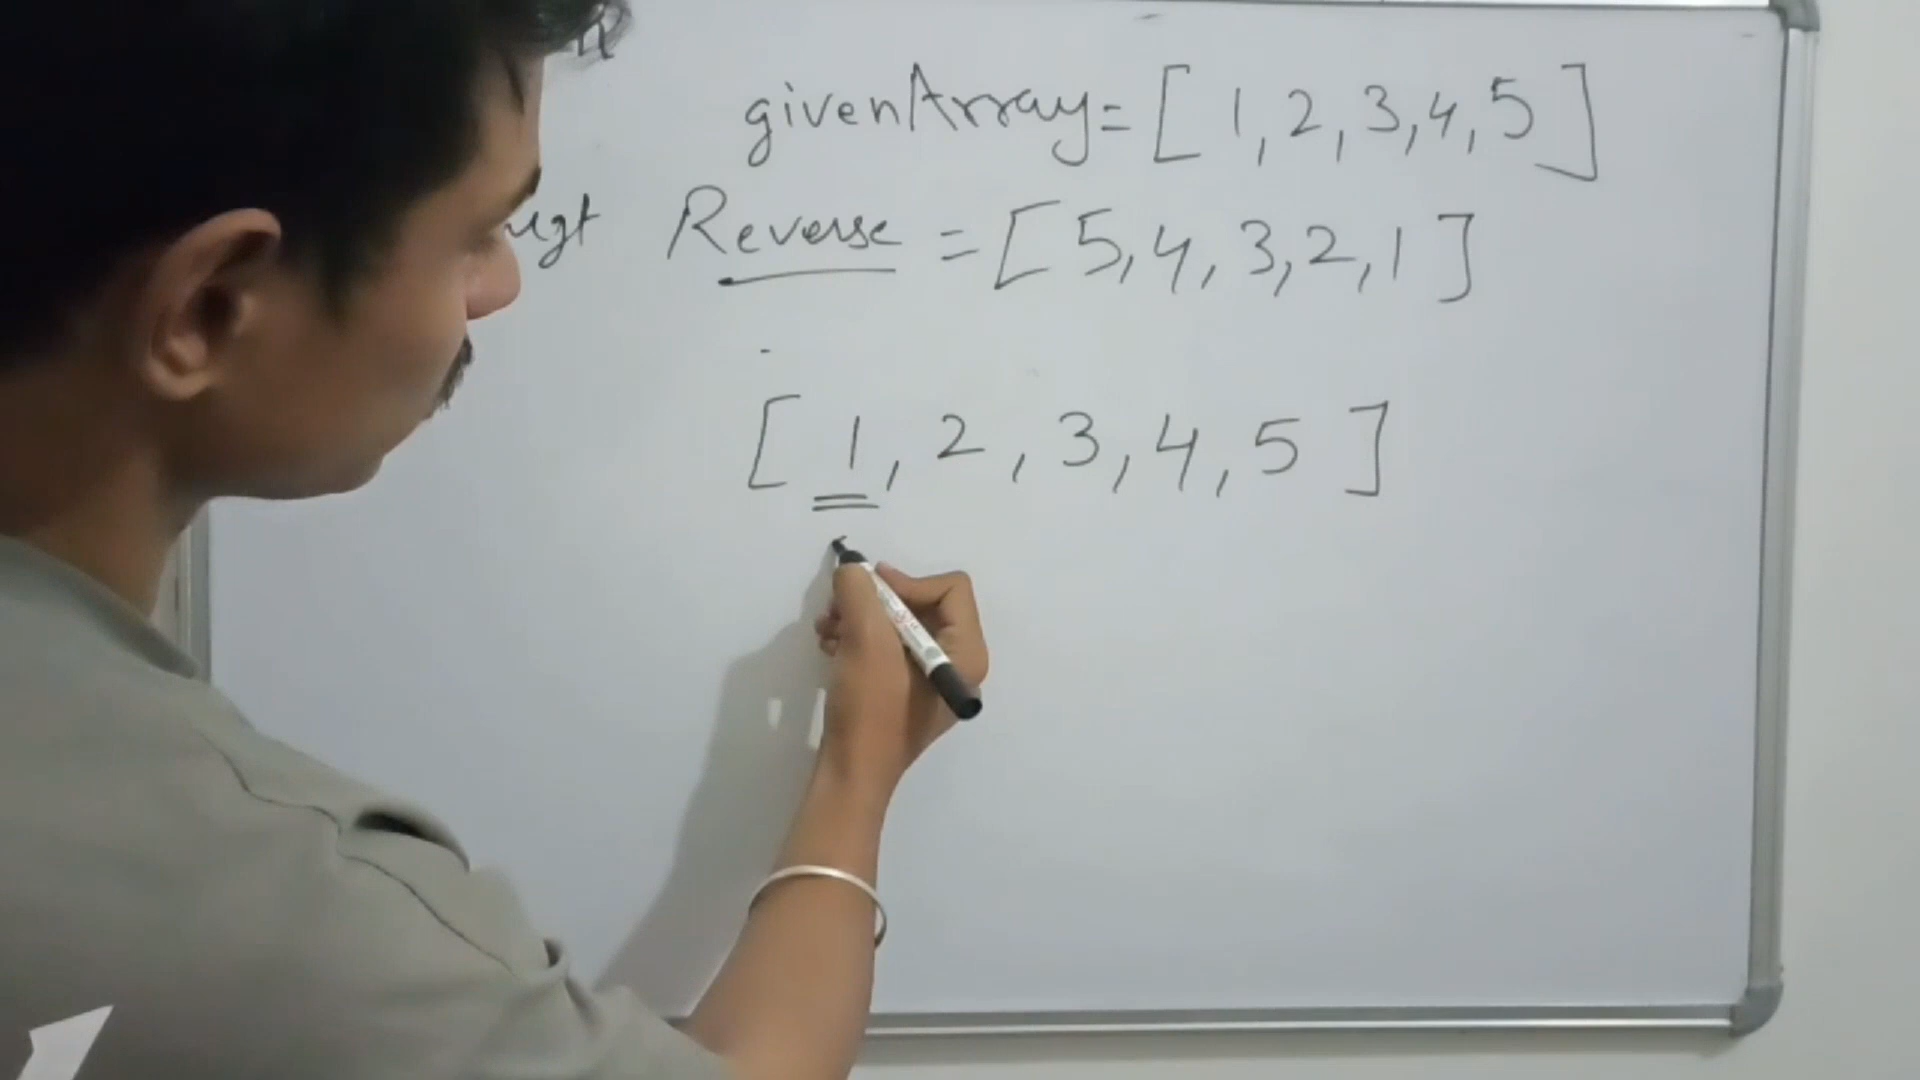 givenArray = [ 1, 2, 3, 4, 5 ]
Reverse = [ 5, 4, 3, 2, 1 ]
[ 1, 2, 3, 4, 5 ]